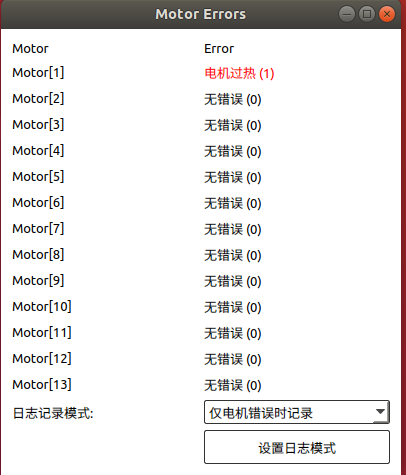 Motor Errors
Motor Error
Motor[1] 电机过热 (1)
Motor[2] 无错误 (0)
Motor[3] 无错误 (0)
Motor[4] 无错误 (0)
Motor[5] 无错误 (0)
Motor[6] 无错误 (0)
Motor[7] 无错误 (0)
Motor[8] 无错误 (0)
Motor[9] 无错误 (0)
Motor[10] 无错误 (0)
Motor[11] 无错误 (0)
Motor[12] 无错误 (0)
Motor[13] 无错误 (0)
日志记录模式: 仅电机错误时记录
设置日志模式